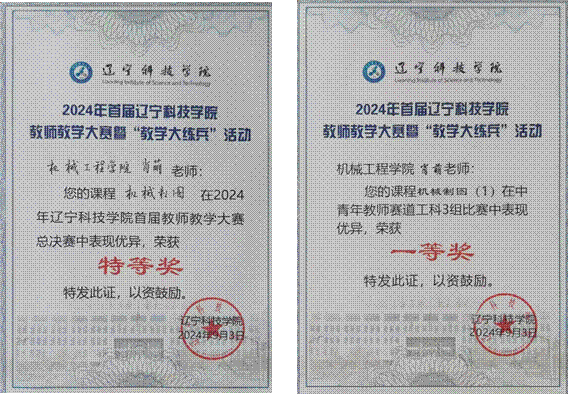 辽宁科技学院
Liaoning Institute of Science and Technology
2024年首届辽宁科技学院
教师教学大赛暨“教学大练兵”活动
机械工程学院 肖萌 老师：
您的课程 机械制图 在2024
年辽宁科技学院首届教师教学大赛
总决赛中表现优异，荣获
特等奖
特发此证，以资鼓励。
辽宁科技学院
2024年9月3日
辽宁科技学院
Liaoning Institute of Science and Technology
2024年首届辽宁科技学院
教师教学大赛暨“教学大练兵”活动
机械工程学院 肖萌老师：
您的课程机械制图（1）在中
青年教师赛道工科3组比赛中表现
优异，荣获
一等奖
特发此证，以资鼓励。
辽宁科技学院
2024年9月3日